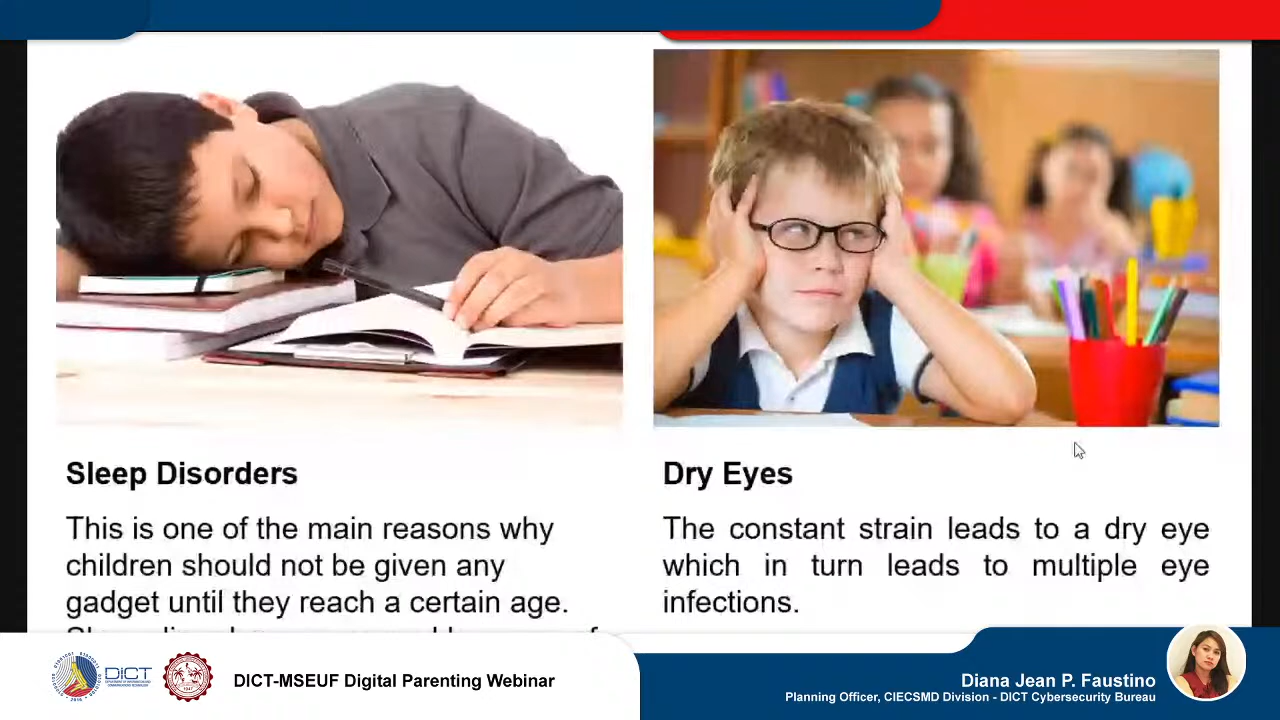 Sleep Disorders
This is one of the main reasons why
children should not be given any
gadget until they reach a certain age.
Dry Eyes
The constant strain leads to a dry eye
which in turn leads to multiple eye
infections.
DICT
DICT-MSEUF Digital Parenting Webinar
Diana Jean P. Faustino
Planning Officer, CIECSMD Division - DICT Cybersecurity Bureau